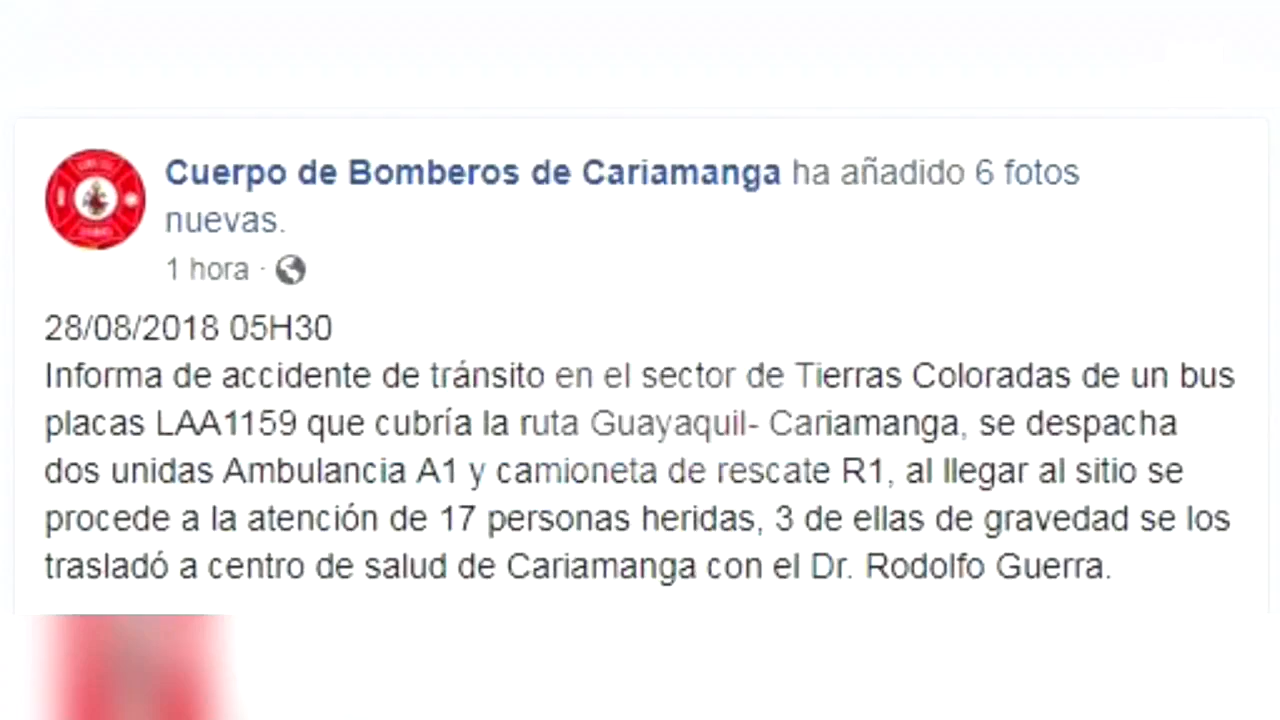 Cuerpo de Bomberos de Cariamanga ha añadido 6 fotos
nuevas.
1 hora ·
28/08/2018 05H30
Informa de accidente de tránsito en el sector de Tierras Coloradas de un bus
placas LAA1159 que cubría la ruta Guayaquil- Cariamanga, se despacha
dos unidas Ambulancia A1 y camioneta de rescate R1, al llegar al sitio se
procede a la atención de 17 personas heridas, 3 de ellas de gravedad se los
trasladó a centro de salud de Cariamanga con el Dr. Rodolfo Guerra.